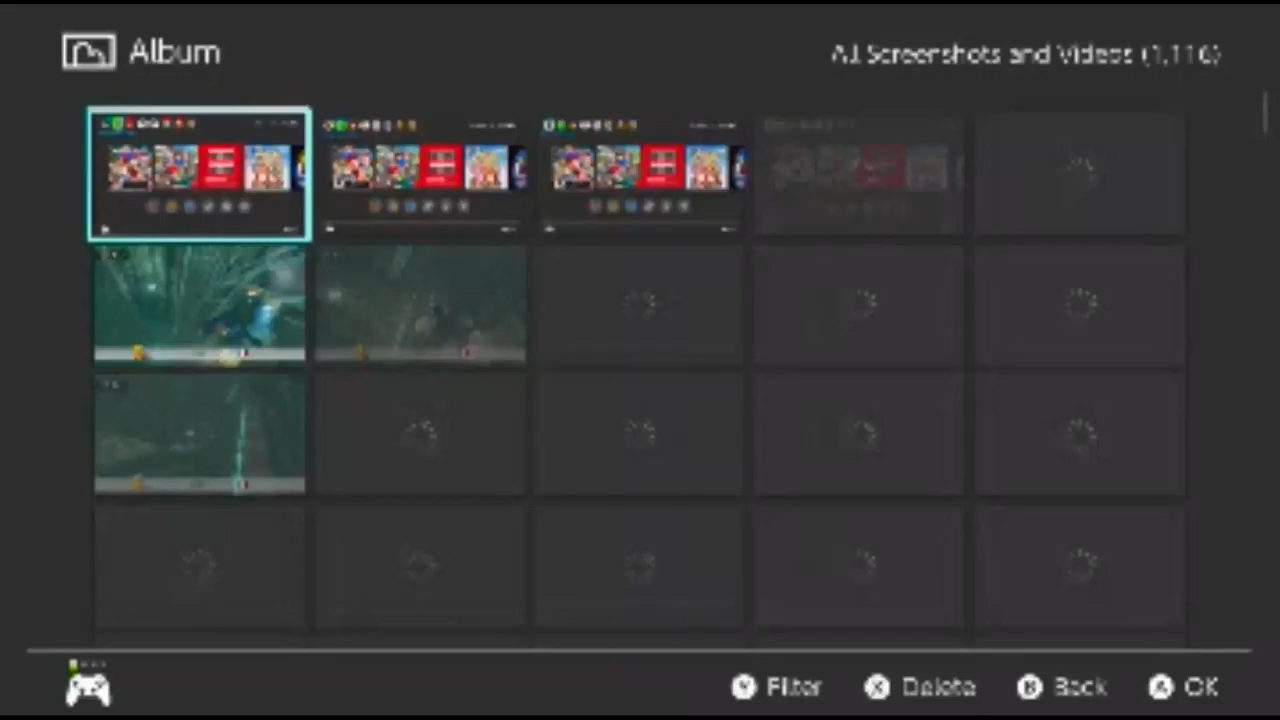 Album
All Screenshots and Videos (1,116)
Y Filter X Delete B Back A OK